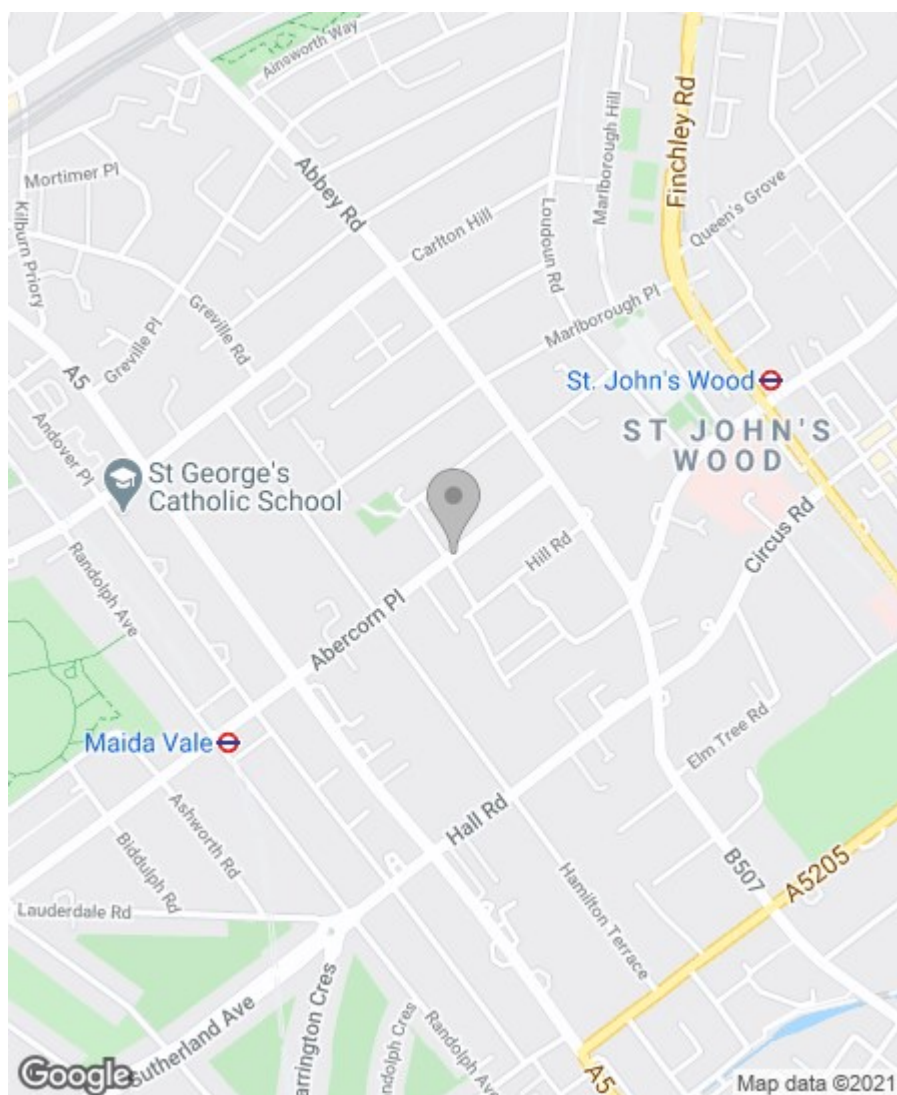 Ainsworth Way
Finchley Rd
Marlborough Hill
Abbey Rd
Mortimer Pl
Queen's Grove
Kilburn Priory
Carlton Hill
Loudoun Rd
Greville Rd
Marlborough Pl
Greville Pl
A5
St. John's Wood
Andover Pl
ST JOHN'S
WOOD
St George's
Catholic School
Circus Rd
Hill Rd
Randolph Ave
Abercorn Pl
Elm Tree Rd
Maida Vale
Ashworth Rd
Hall Rd
Biddulph Rd
B507
A5205
Hamilton Terrace
Lauderdale Rd
Sutherland Ave
arrington Cres
Randolph Cres
Randolph Ave
A5
Google
Map data ©2021